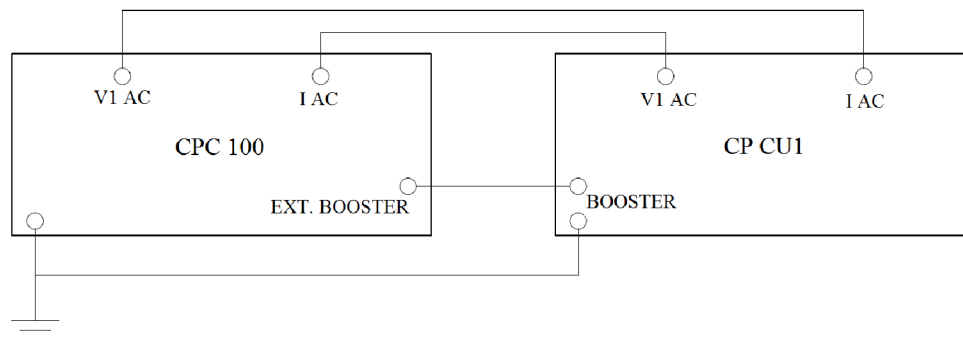 V1 AC
I AC
V1 AC
I AC
CPC 100
CP CU1
EXT. BOOSTER
BOOSTER